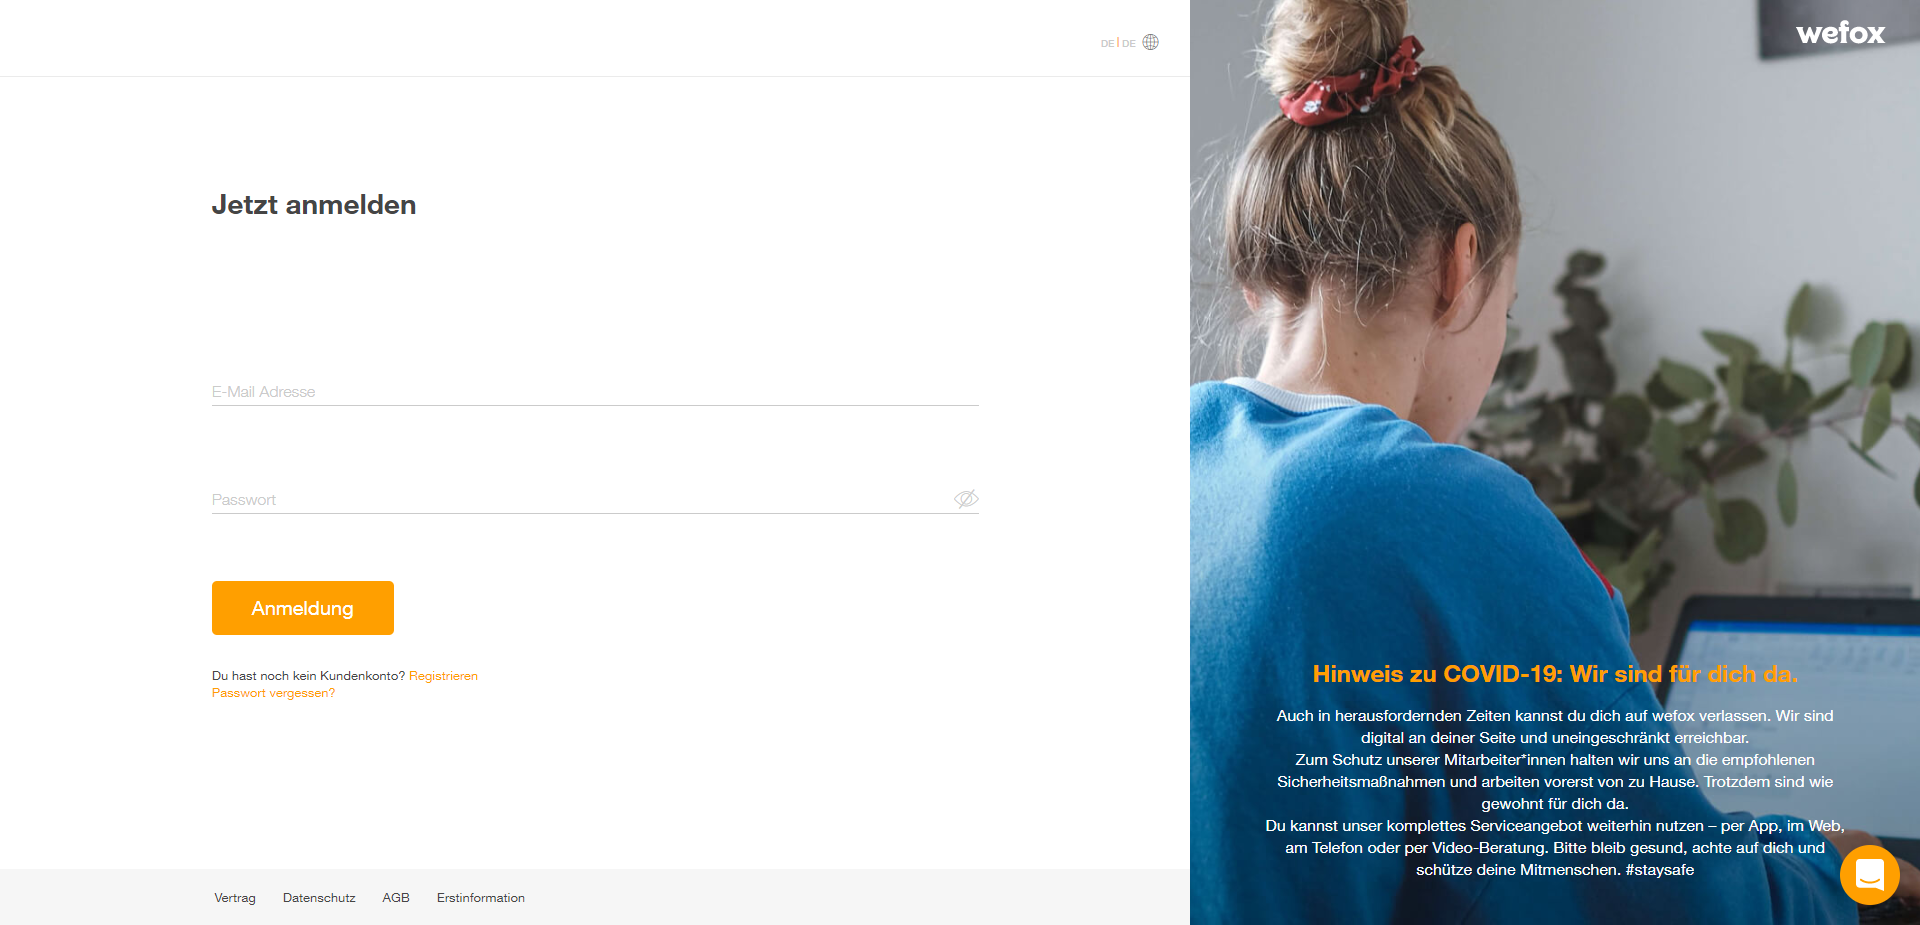 DE | DE
wefox
Jetzt anmelden
E-Mail Adresse
Passwort
Anmeldung
Du hast noch kein Kundenkonto? Registrieren
Passwort vergessen?
Hinweis zu COVID-19: Wir sind für dich da.
Auch in herausfordernden Zeiten kannst du dich auf wefox verlassen. Wir sind
digital an deiner Seite und uneingeschränkt erreichbar.
Zum Schutz unserer Mitarbeiter*innen halten wir uns an die empfohlenen
Sicherheitsmaßnahmen und arbeiten vorerst von zu Hause. Trotzdem sind wie
gewohnt für dich da.
Du kannst unser komplettes Serviceangebot weiterhin nutzen – per App, im Web,
am Telefon oder per Video-Beratung. Bitte bleib gesund, achte auf dich und
schütze deine Mitmenschen. #staysafe
Vertrag Datenschutz AGB Erstinformation